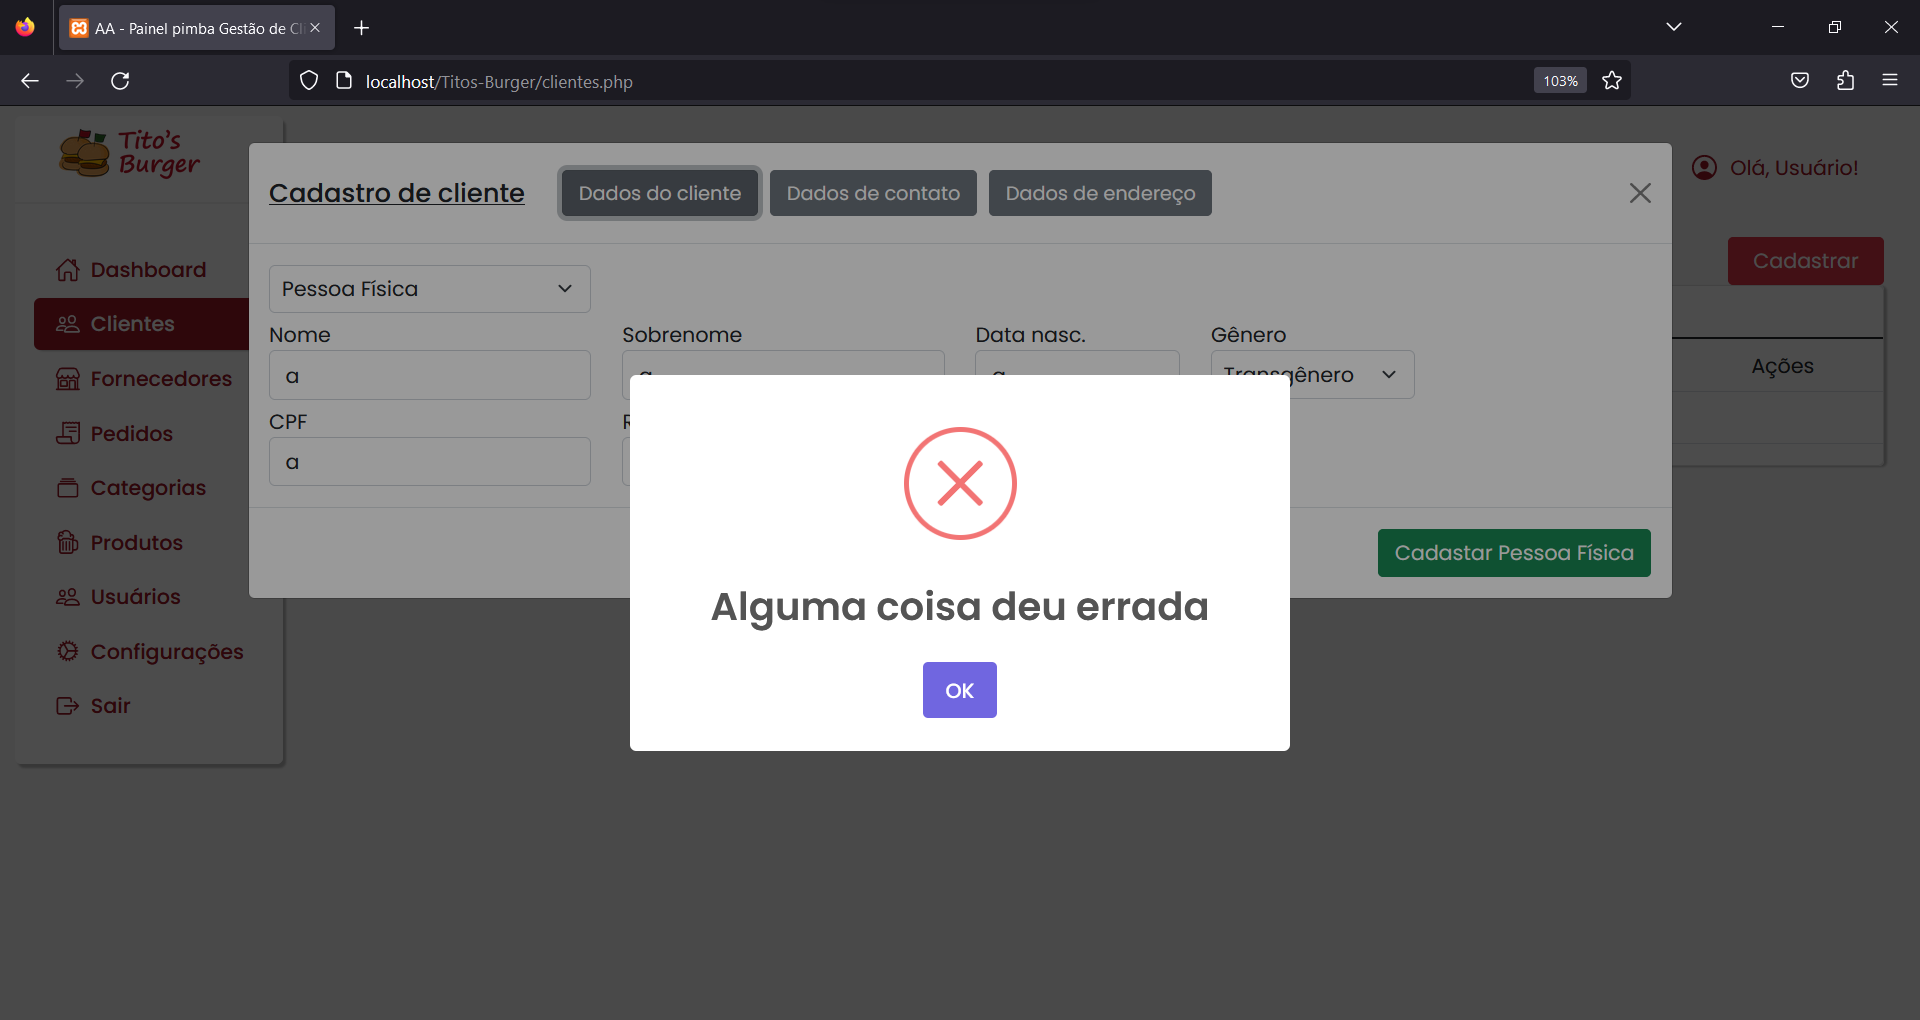 AA - Painel pimba Gestão de Cli
localhost/Titos-Burger/clientes.php
103%
Tito's
Burger
Dashboard
Clientes
Fornecedores
Pedidos
Categorias
Produtos
Usuários
Configurações
Sair
Olá, Usuário!
Cadastrar
Ações
Cadastro de cliente
Dados do cliente
Dados de contato
Dados de endereço
Pessoa Física
Nome
Sobrenome
Data nasc.
Gênero
a
a
a
Transgênero
CPF
a
Cadastar Pessoa Física
Alguma coisa deu errada
OK